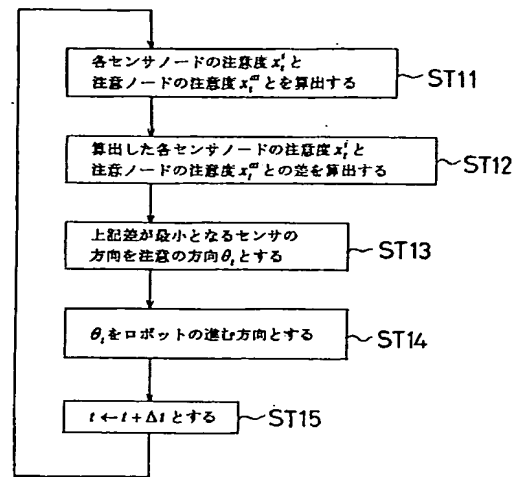 各センサノードの注意度 x_t^i と
注意ノードの注意度 x_t^α とを算出する
ST11
算出した各センサノードの注意度 x_t^i と
注意ノードの注意度 x_t^α との差を算出する
ST12
上記差が最小となるセンサの
方向を注意の方向 θ_t とする
ST13
θ_t をロボットの進む方向とする
ST14
t ← t + Δt とする
ST15